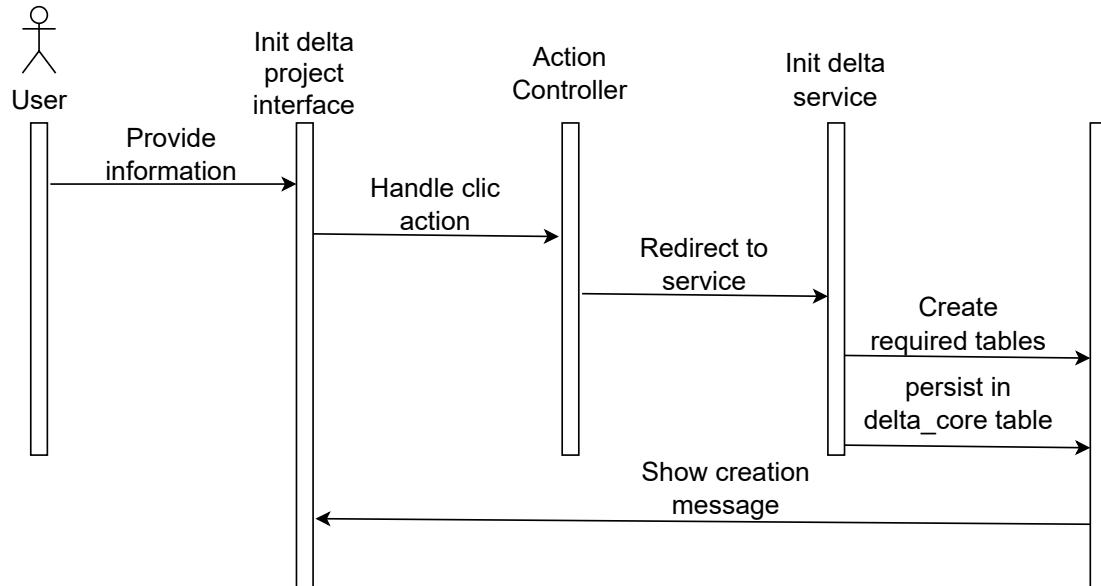 User
Init delta
project
interface
Action
Controller
Init delta
service
Provide
information
Handle clic
action
Redirect to
service
Create
required tables
persist in
delta_core table
Show creation
message